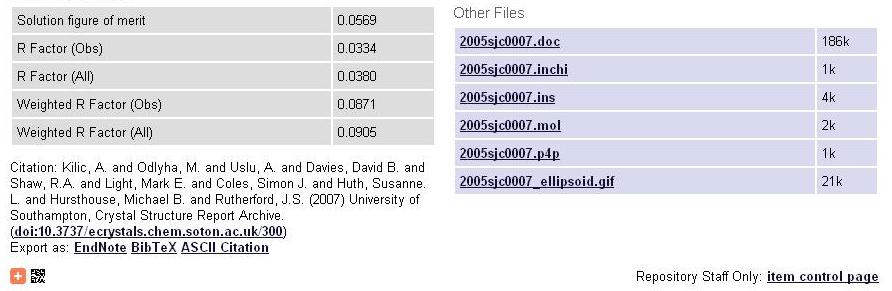 Solution figure of merit 0.0569
R Factor (Obs) 0.0334
R Factor (All) 0.0380
Weighted R Factor (Obs) 0.0871
Weighted R Factor (All) 0.0905
Citation: Kilic, A. and Odlyha, M. and Uslu, A. and Davies, David B. and
Shaw, R.A. and Light, Mark E. and Coles, Simon J. and Huth, Susanne.
L. and Hursthouse, Michael B. and Rutherford, J.S. (2007) University of
Southampton, Crystal Structure Report Archive.
(doi:10.3737/ecrystals.chem.soton.ac.uk/300)
Export as: EndNote BibTeX ASCII Citation
Other Files
2005sjc0007.doc 186k
2005sjc0007.inchi 1k
2005sjc0007.ins 4k
2005sjc0007.mol 2k
2005sjc0007.p4p 1k
2005sjc0007_ellipsoid.gif 21k
Repository Staff Only: item control page